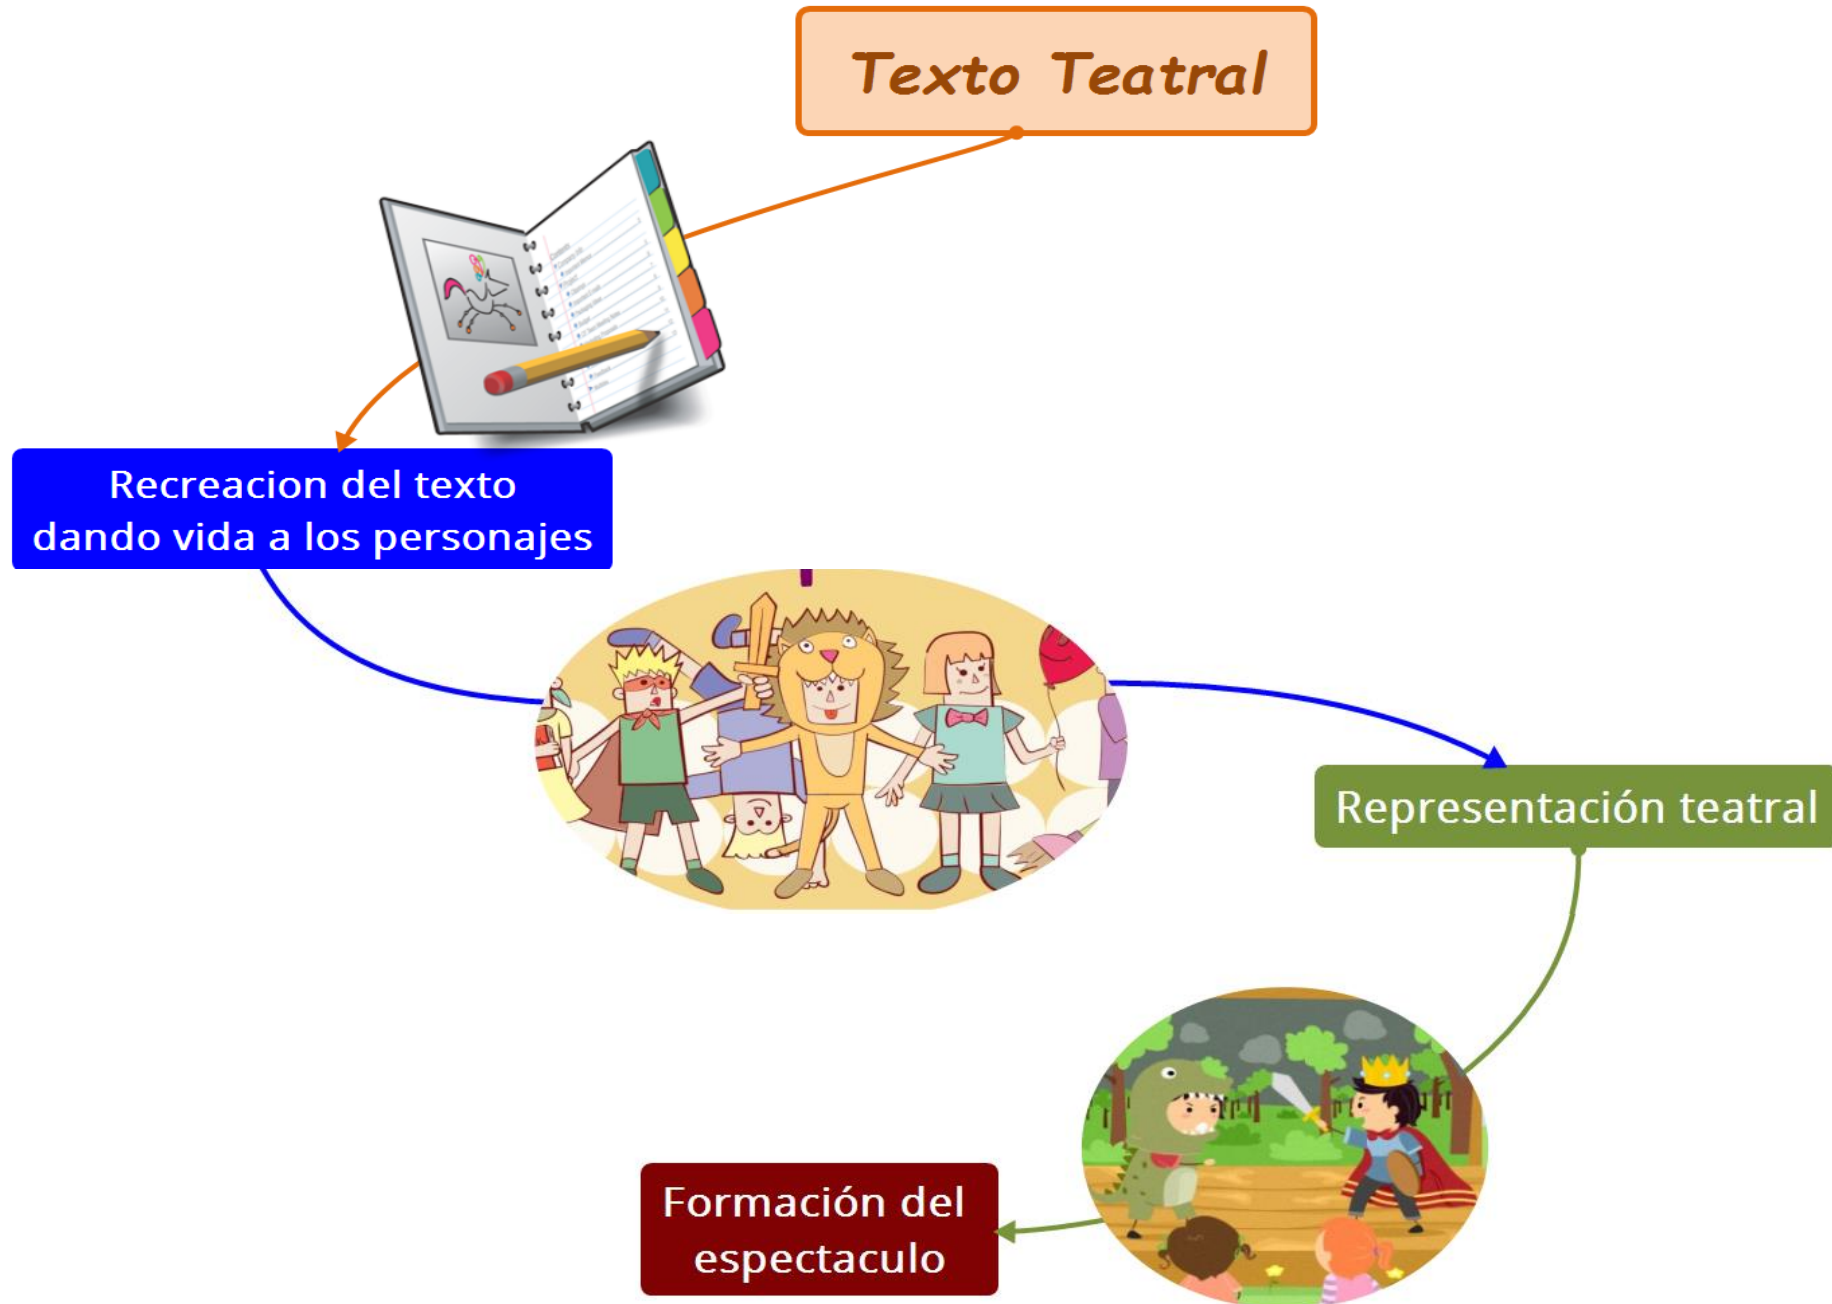 Texto Teatral
Recreacion del texto
dando vida a los personajes
Representación teatral
Formación del
espectaculo